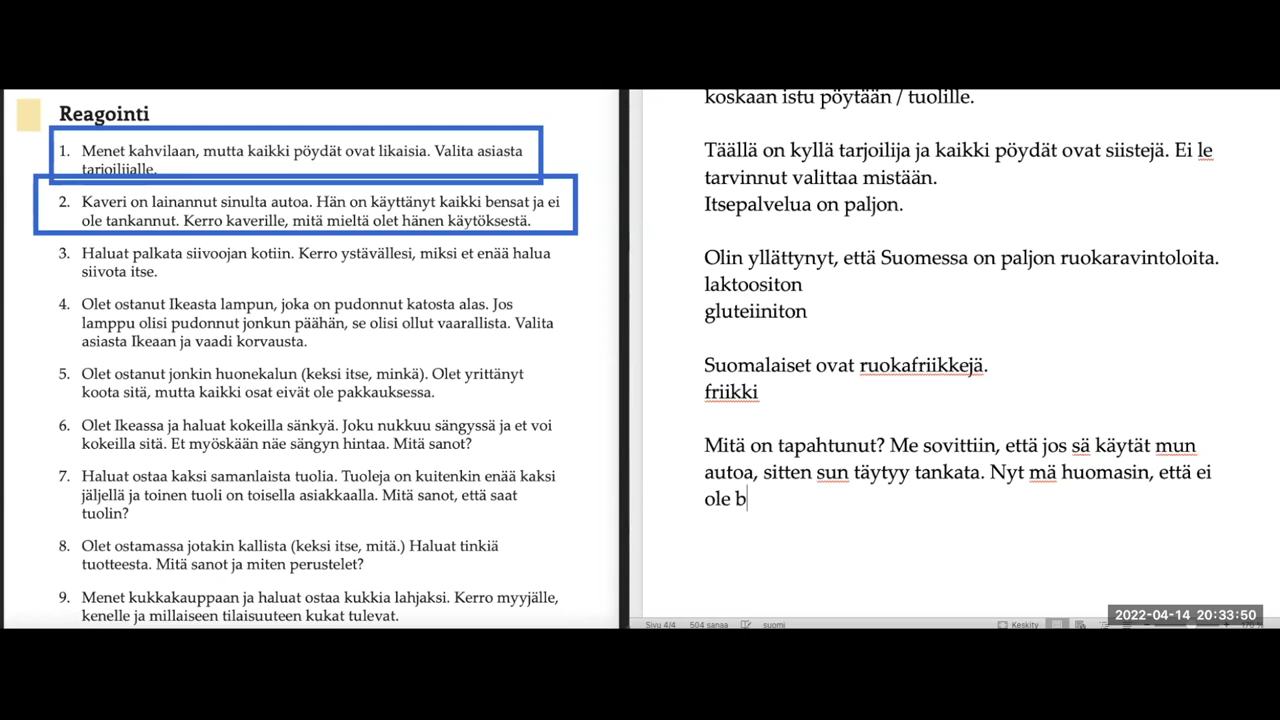 Reagointi
1. Menet kahvilaan, mutta kaikki pöydät ovat likaisia. Valita asiasta
tarjoilijalle.
2. Kaveri on lainannut sinulta autoa. Hän on käyttänyt kaikki bensat ja ei
ole tankannut. Kerro kaverille, mitä mieltä olet hänen käytöksestä.
3. Haluat palkata siivoojan kotiin. Kerro ystävällesi, miksi et enää halua
siivota itse.
4. Olet ostanut Ikeasta lampun, joka on pudonnut katosta alas. Jos
lamppu olisi pudonnut jonkun päähän, se olisi ollut vaarallista. Valita
asiasta Ikeaan ja vaadi korvausta.
5. Olet ostanut jonkin huonekalun (keksi itse, minkä). Olet yrittänyt
koota sitä, mutta kaikki osat eivät ole pakkauksessa.
6. Olet Ikeassa ja haluat kokeilla sänkyä. Joku nukkuu sängyssä ja et voi
kokeilla sitä. Et myöskään näe sängyn hintaa. Mitä sanot?
7. Haluat ostaa kaksi samanlaista tuolia. Tuoleja on kuitenkin enää kaksi
jäljellä ja toinen tuoli on toisella asiakkaalla. Mitä sanot, että saat
tuolin?
8. Olet ostamassa jotakin kallista (keksi itse, mitä.) Haluat tinkiä
tuotteesta. Mitä sanot ja miten perustelet?
9. Menet kukkakauppaan ja haluat ostaa kukkia lahjaksi. Kerro myyjälle,
kenelle ja millaiseen tilaisuuteen kukat tulevat.
koskaan istu pöytään / tuolille.
Täällä on kyllä tarjoilija ja kaikki pöydät ovat siistejä. Ei le
tarvinnut valittaa mistään.
Itsepalvelua on paljon.
Olin yllättynyt, että Suomessa on paljon ruokaravintoloita.
laktoositon
gluteiiniton
Suomalaiset ovat ruokafriikkejä.
friikki
Mitä on tapahtunut? Me sovittiin, että jos sä käytät mun
autoa, sitten sun täytyy tankata. Nyt mä huomasin, että ei
ole b
Sivu 4/4 504 sanaa suomi Keskity
2022-04-14 20:33:50